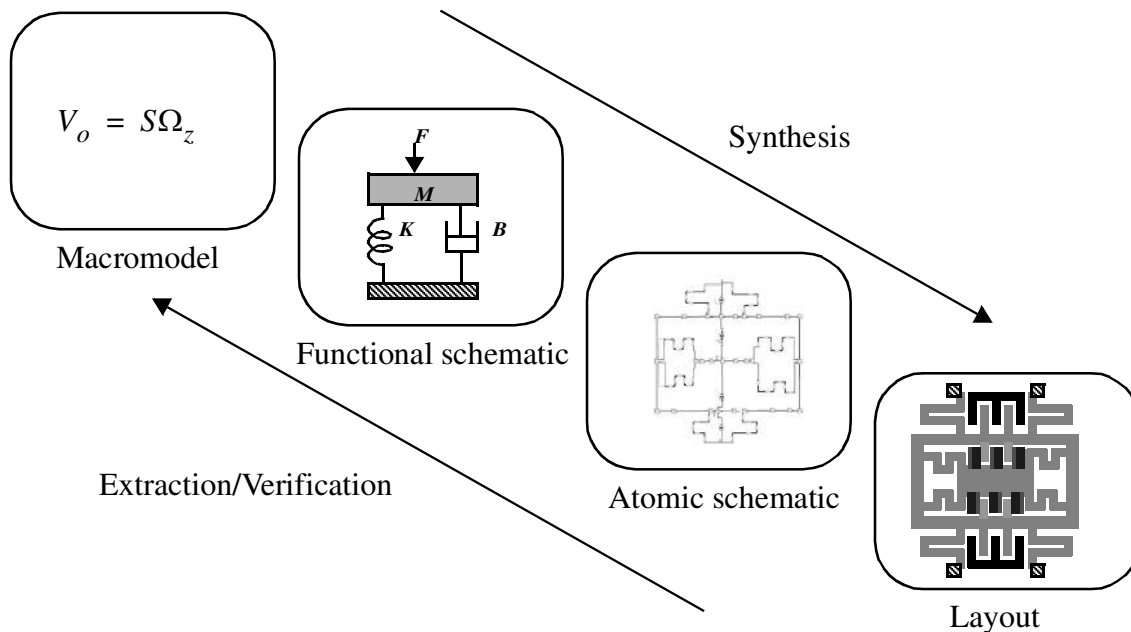 V_o = SΩ_z
Macromodel
F
M
K
B
Functional schematic
Synthesis
Atomic schematic
Extraction/Verification
Layout